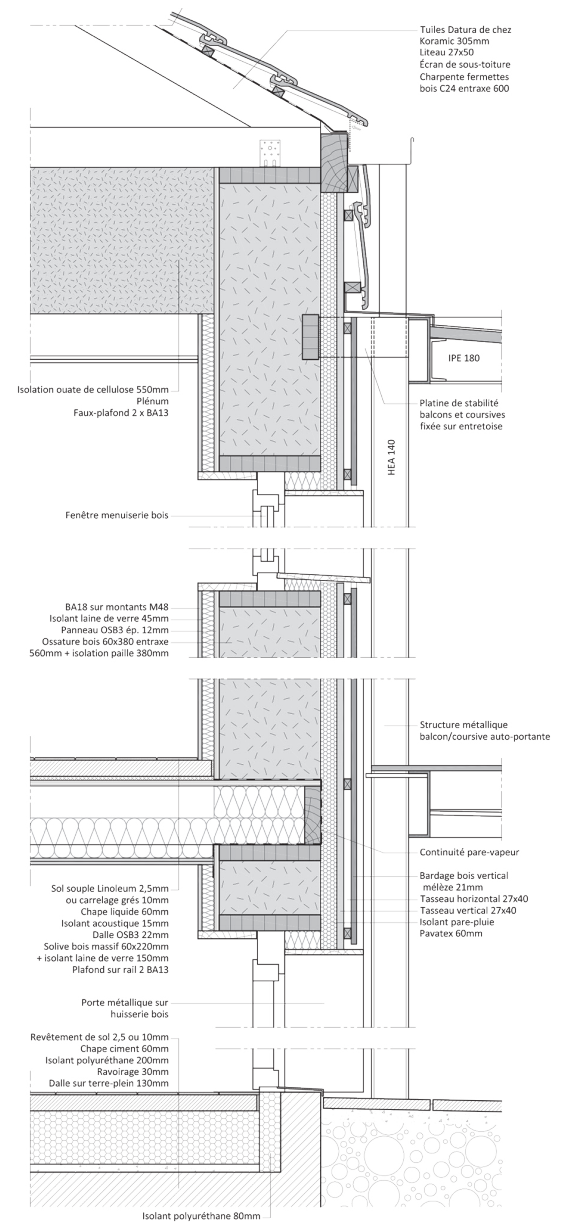 Tuiles Datura de chez
Koramic 305mm
Liteau 27x50
Écran de sous-toiture
Charpente fermettes
bois C24 entraxe 600
IPE 180
Isolation ouate de cellulose 550mm
Plénum
Faux-plafond 2 x BA13
Platine de stabilité
balcons et coursives
fixée sur entretoise
HEA 140
Fenêtre menuiserie bois
BA18 sur montants M48
Isolant laine de verre 45mm
Panneau OSB3 ép. 12mm
Ossature bois 60x380 entraxe
560mm + isolation paille 380mm
Structure métallique
balcon/coursive auto-portante
Continuité pare-vapeur
Bardage bois vertical
mélèze 21mm
Tasseau horizontal 27x40
Tasseau vertical 27x40
Isolant pare-pluie
Pavatex 60mm
Sol souple Linoleum 2,5mm
ou carrelage grés 10mm
Chape liquide 60mm
Isolant acoustique 15mm
Dalle OSB3 22mm
Solive bois massif 60x220mm
+ isolant laine de verre 150mm
Plafond sur rail 2 BA13
Porte métallique sur
huisserie bois
Revêtement de sol 2,5 ou 10mm
Chape ciment 60mm
Isolant polyuréthane 200mm
Ravoirage 30mm
Dalle sur terre-plein 130mm
Isolant polyuréthane 80mm